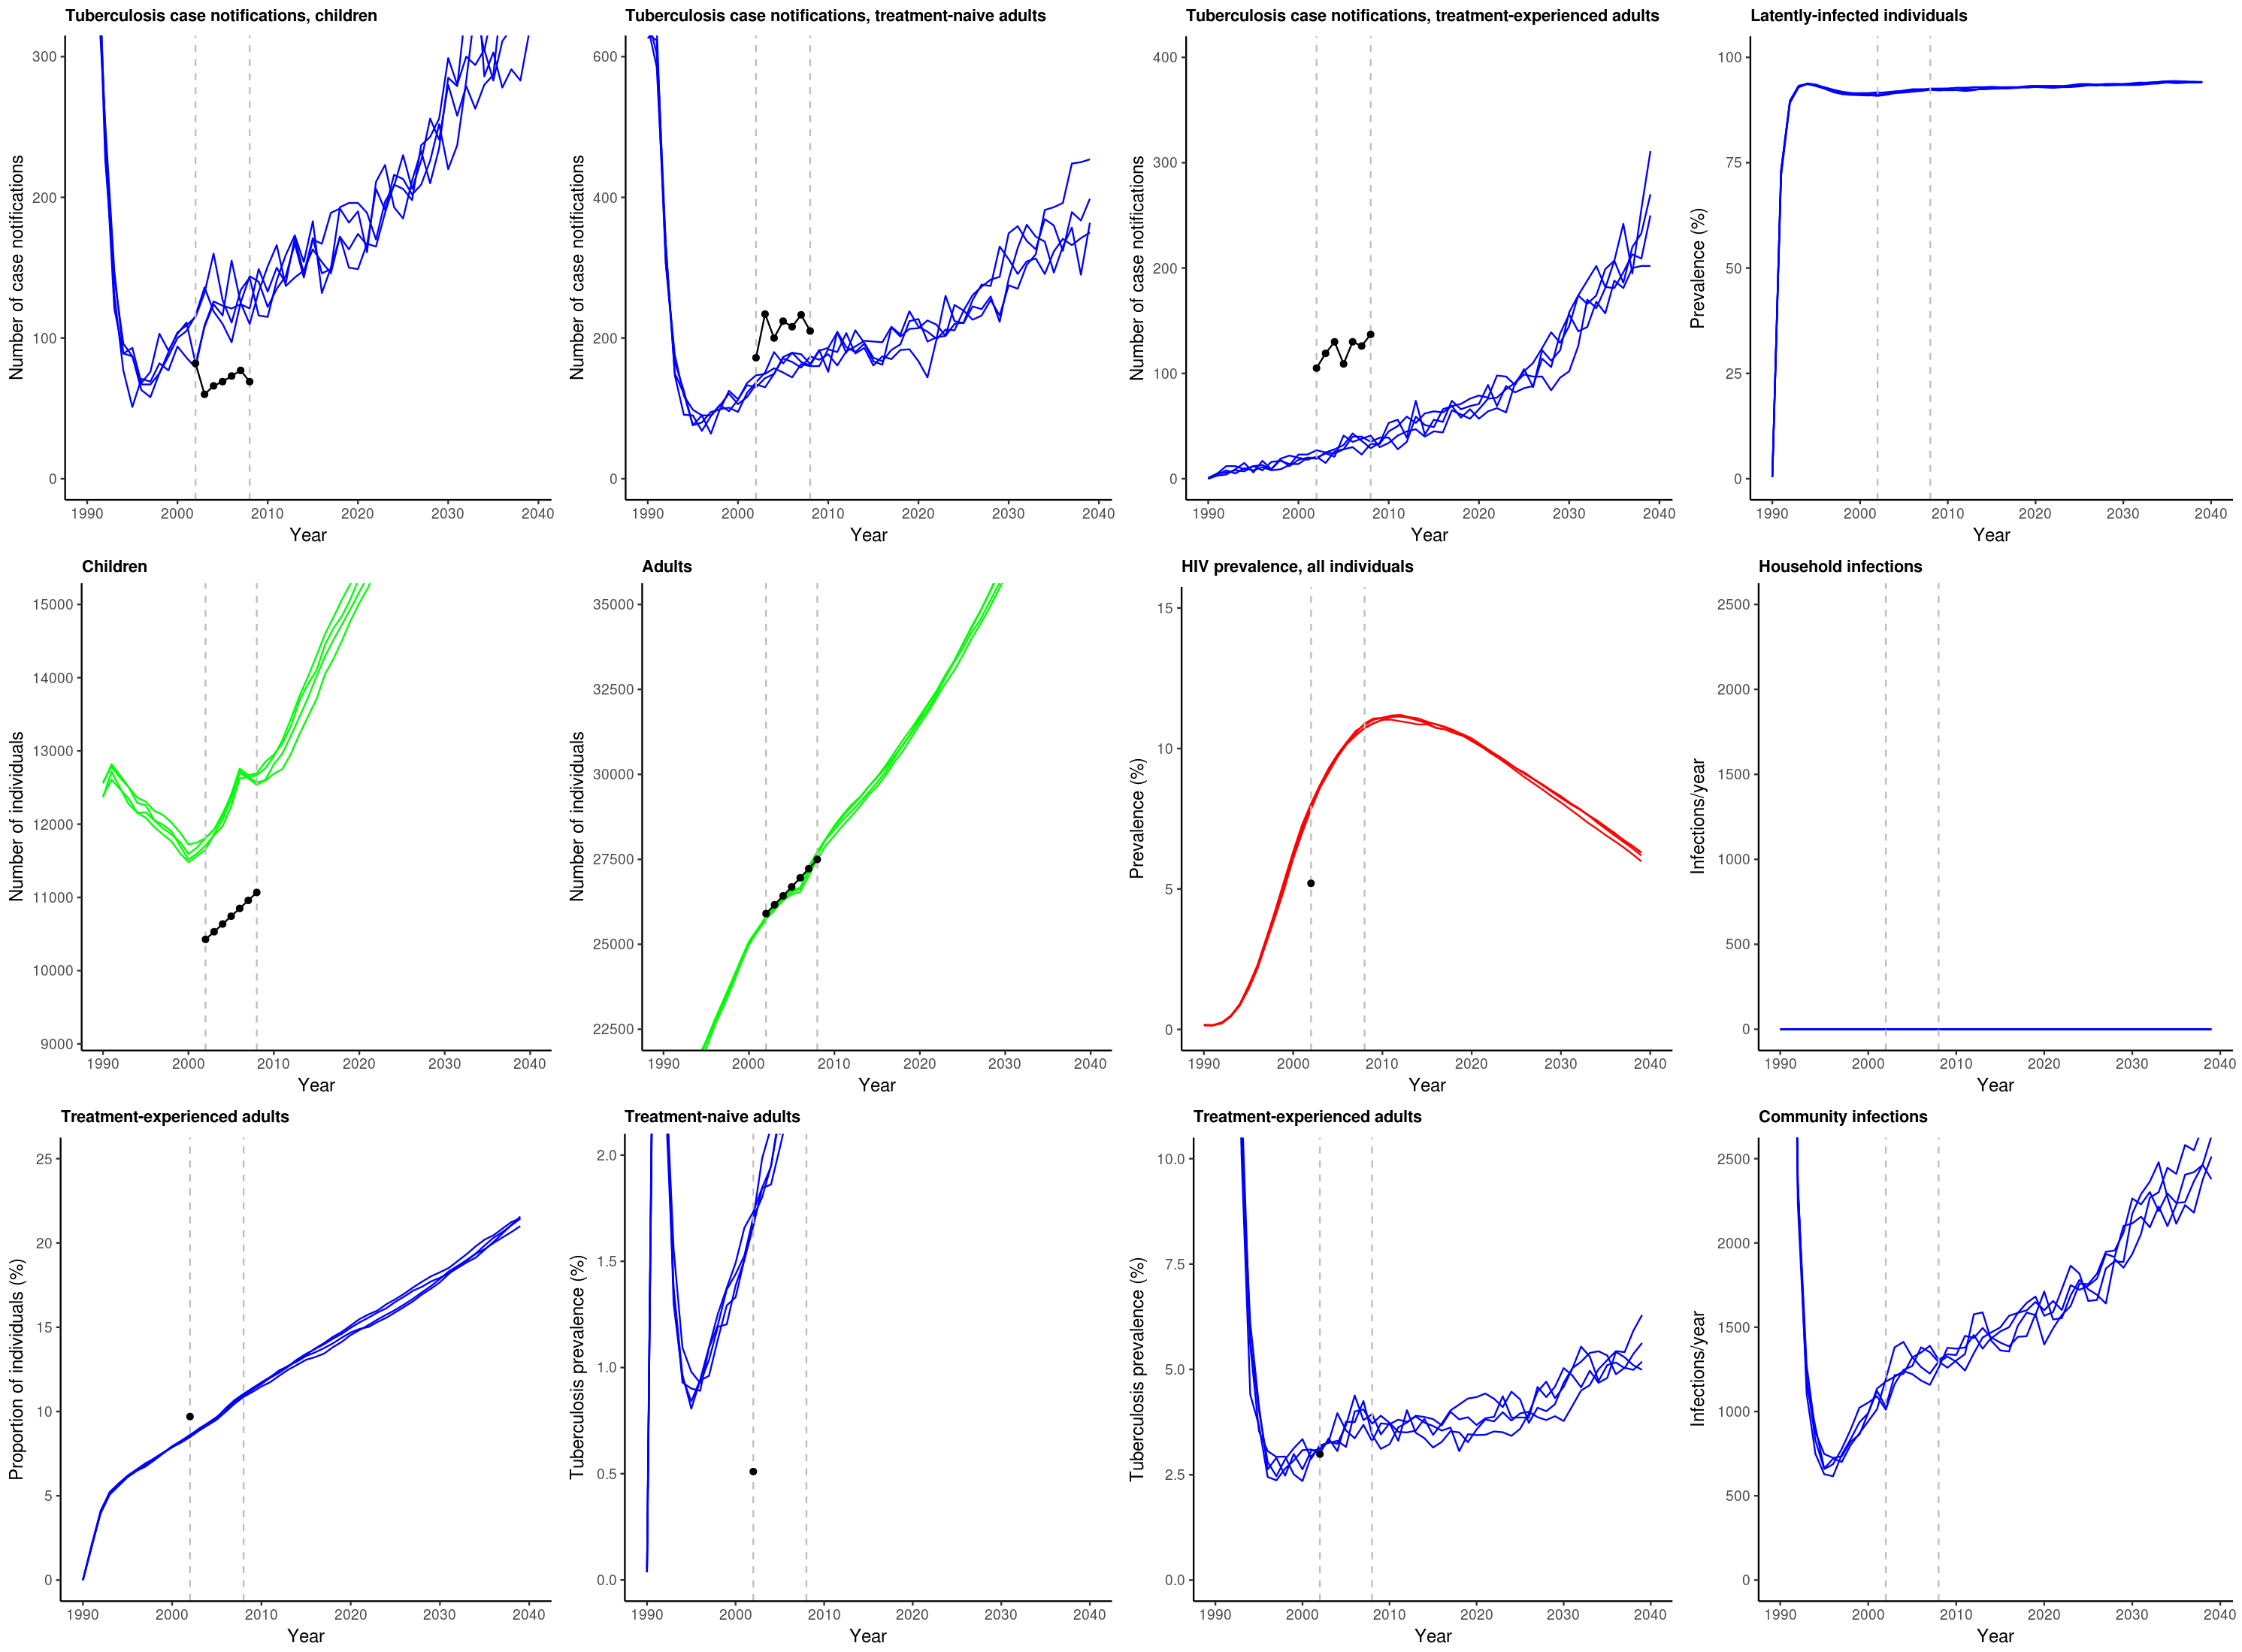 Tuberculosis case notifications, children
Number of case notifications
300
200
100
0
1990 2000 2010 2020 2030 2040
Year
Tuberculosis case notifications, treatment-naive adults
Number of case notifications
600
400
200
0
1990 2000 2010 2020 2030 2040
Year
Tuberculosis case notifications, treatment-experienced adults
Number of case notifications
400
300
200
100
0
1990 2000 2010 2020 2030 2040
Year
Latently-infected individuals
Prevalence (%)
100
75
50
25
0
1990 2000 2010 2020 2030 2040
Year
Children
Number of individuals
15000
14000
13000
12000
11000
10000
9000
1990 2000 2010 2020 2030 2040
Year
Adults
Number of individuals
35000
32500
30000
27500
25000
22500
1990 2000 2010 2020 2030 2040
Year
HIV prevalence, all individuals
Prevalence (%)
15
10
5
0
1990 2000 2010 2020 2030 2040
Year
Household infections
Infections/year
2500
2000
1500
1000
500
0
1990 2000 2010 2020 2030 2040
Year
Treatment-experienced adults
Proportion of individuals (%)
25
20
15
10
5
0
1990 2000 2010 2020 2030 2040
Year
Treatment-naive adults
Tuberculosis prevalence (%)
2.0
1.5
1.0
0.5
0.0
1990 2000 2010 2020 2030 2040
Year
Treatment-experienced adults
Tuberculosis prevalence (%)
10.0
7.5
5.0
2.5
0.0
1990 2000 2010 2020 2030 2040
Year
Community infections
Infections/year
2500
2000
1500
1000
500
0
1990 2000 2010 2020 2030 2040
Year